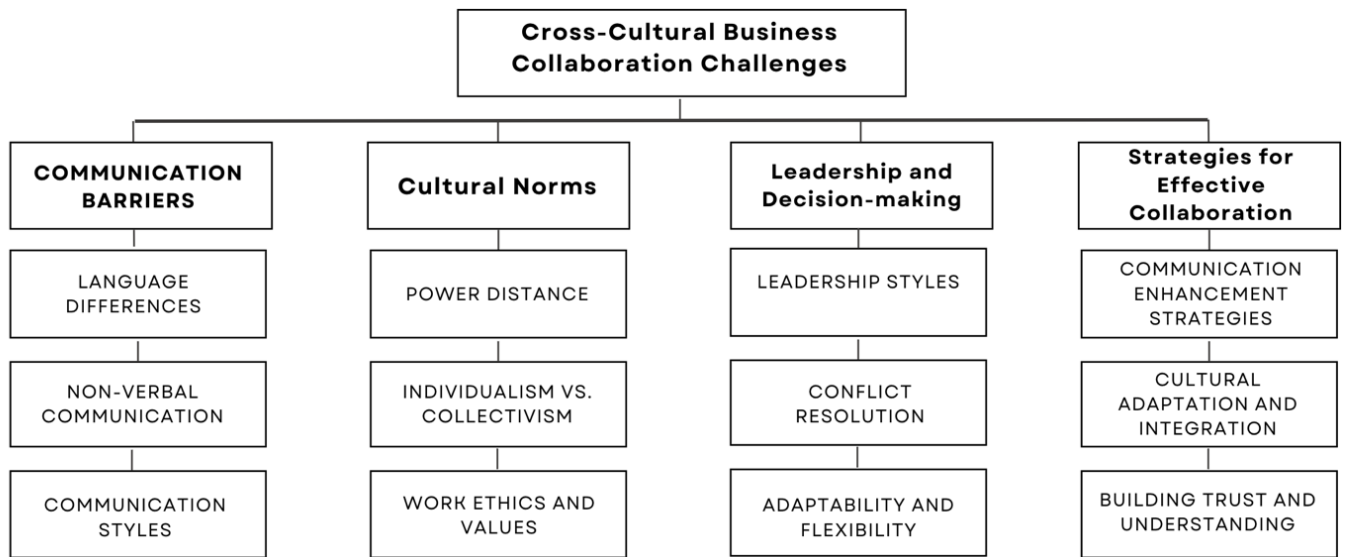 Cross-Cultural Business
Collaboration Challenges
COMMUNICATION
BARRIERS
LANGUAGE
DIFFERENCES
NON-VERBAL
COMMUNICATION
COMMUNICATION
STYLES
Cultural Norms
POWER DISTANCE
INDIVIDUALISM VS.
COLLECTIVISM
WORK ETHICS AND
VALUES
Leadership and
Decision-making
LEADERSHIP STYLES
CONFLICT
RESOLUTION
ADAPTABILITY AND
FLEXIBILITY
Strategies for
Effective
Collaboration
COMMUNICATION
ENHANCEMENT
STRATEGIES
CULTURAL
ADAPTATION AND
INTEGRATION
BUILDING TRUST AND
UNDERSTANDING